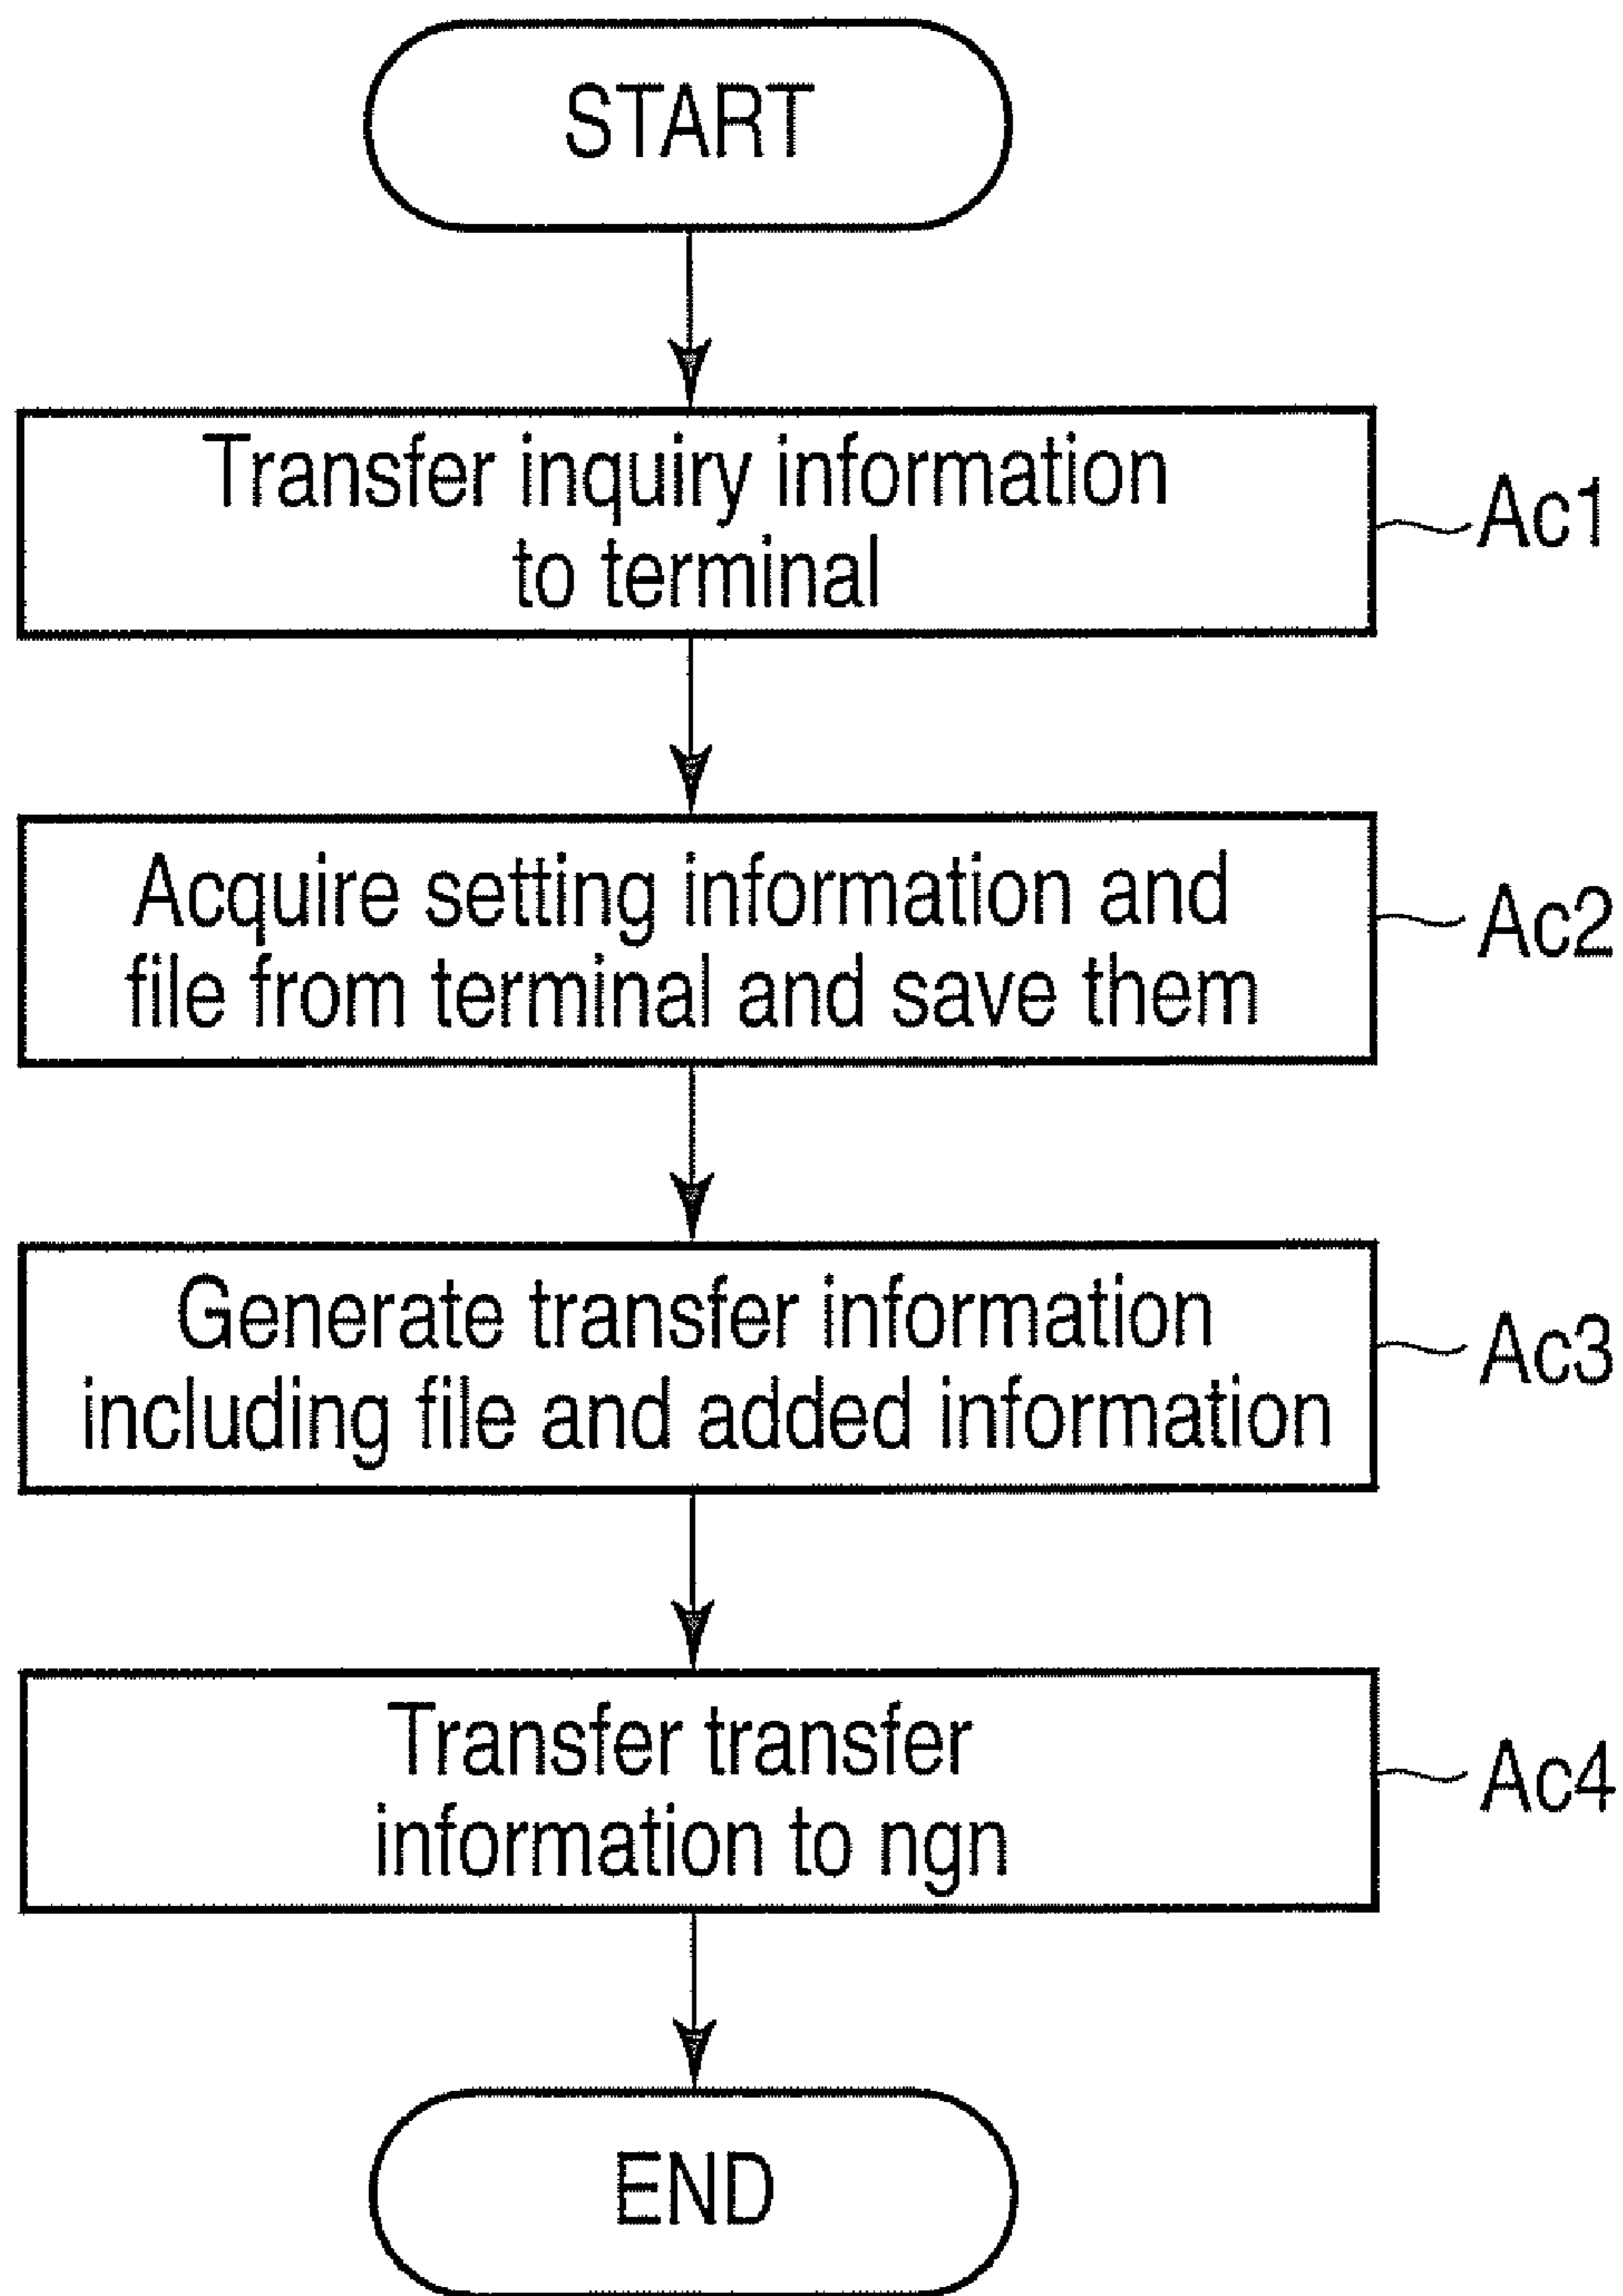 START
Transfer inquiry information
to terminal
Ac1
Acquire setting information and
file from terminal and save them
Ac2
Generate transfer information
including file and added information
Ac3
Transfer transfer
information to ngn
Ac4
END